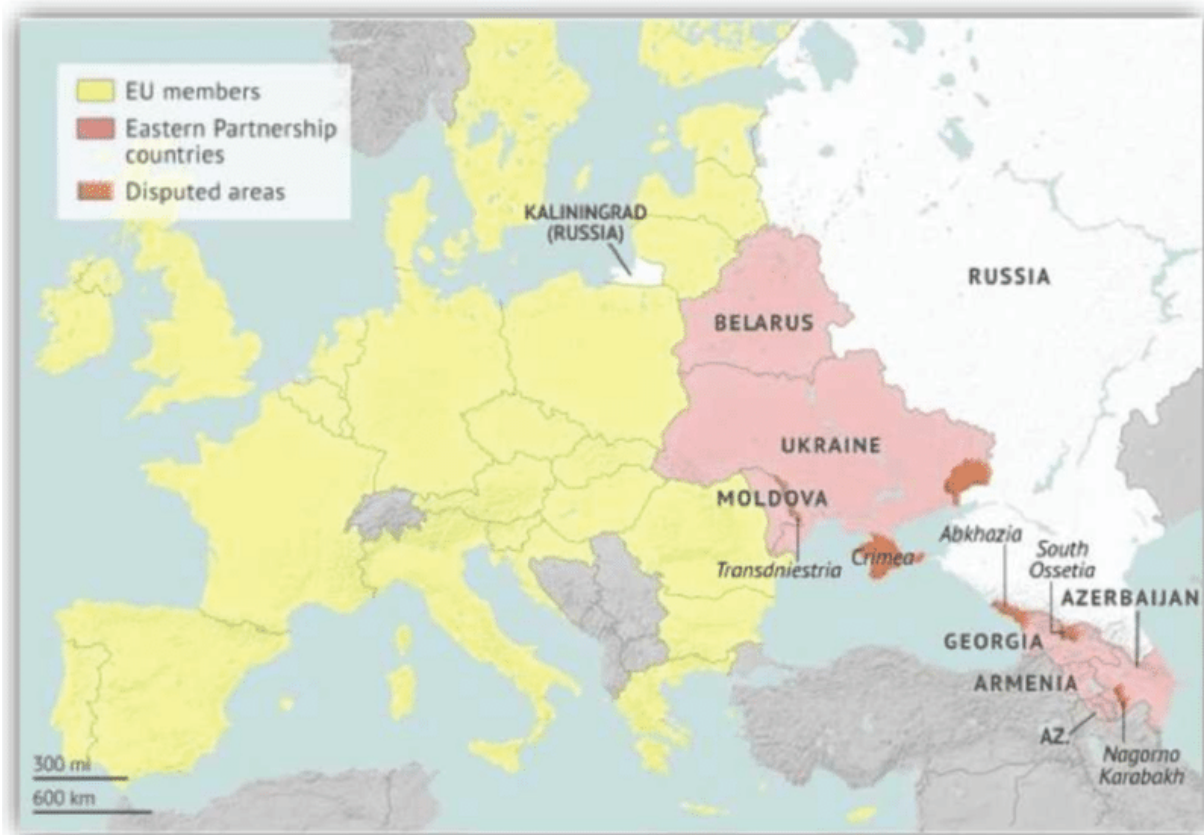 EU members
Eastern Partnership
countries
Disputed areas
KALININGRAD
(RUSSIA)
RUSSIA
BELARUS
UKRAINE
MOLDOVA
Transdniestria
Crimea
Abkhazia
South
Ossetia
AZERBAIJAN
GEORGIA
ARMENIA
AZ.
Nagorno
Karabakh
300 mi
600 km